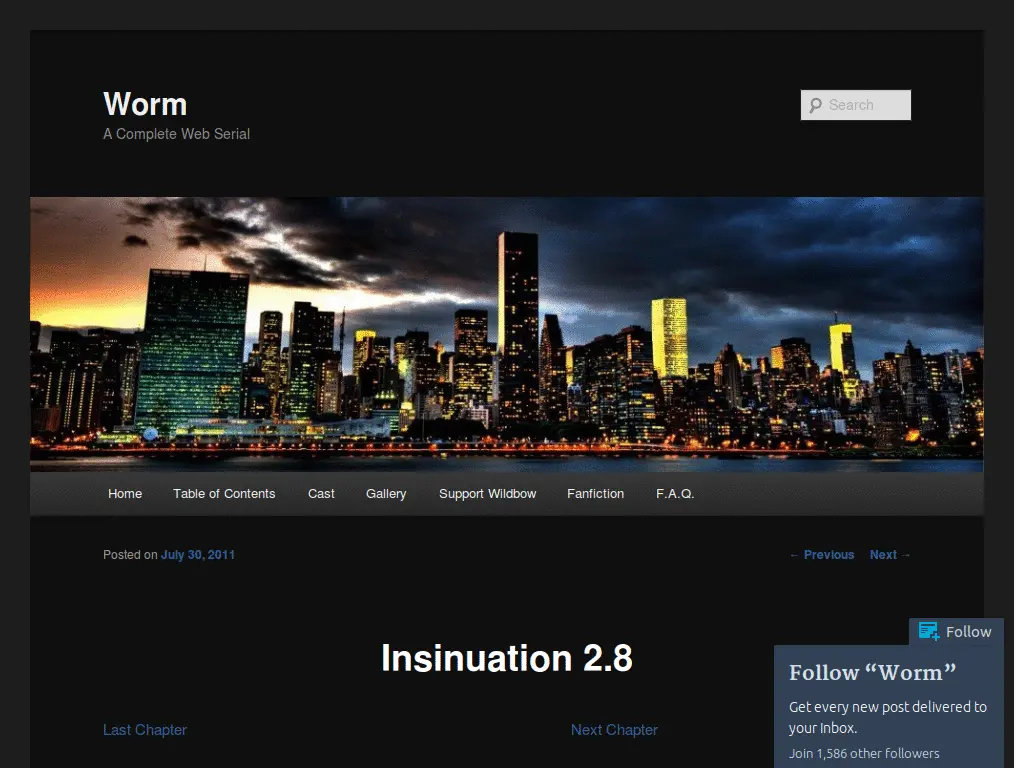 Worm
A Complete Web Serial
Search
Home Table of Contents Cast Gallery Support Wildbow Fanfiction F.A.Q.
Posted on July 30, 2011
← Previous Next →
Insinuation 2.8
Last Chapter Next Chapter
Follow
Follow “Worm”
Get every new post delivered to
your Inbox.
Join 1,586 other followers